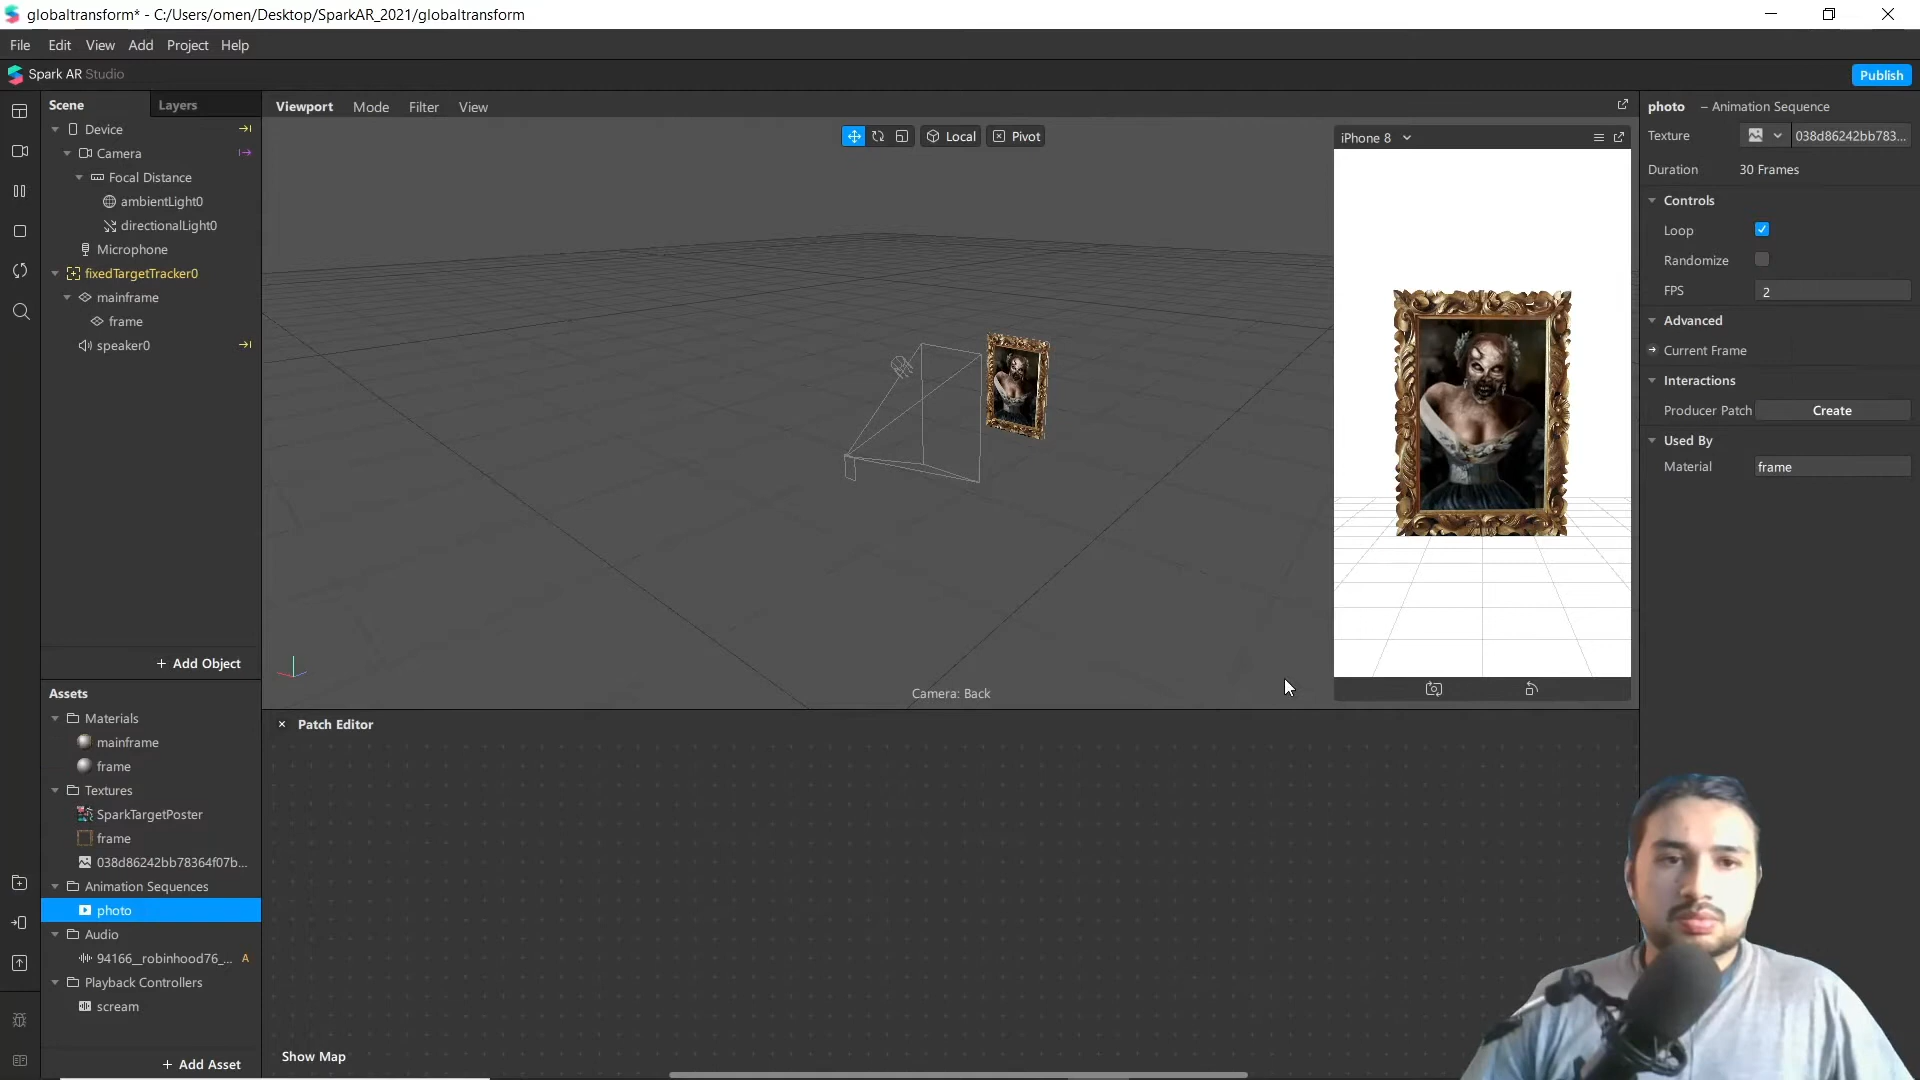 globaltransform* - C:/Users/omen/Desktop/SparkAR_2021/globaltransform
File Edit View Add Project Help
Spark AR Studio
Publish
Scene Layers
Device
Camera
Focal Distance
ambientLight0
directionalLight0
Microphone
fixedTargetTracker0
mainframe
frame
speaker0
+ Add Object
Assets
Materials
mainframe
frame
Textures
SparkTargetPoster
frame
038d86242bb78364f07b...
Animation Sequences
photo
Audio
94166_robinhood76_... A
Playback Controllers
scream
+ Add Asset
Viewport Mode Filter View
Local Pivot
Camera: Back
iPhone 8
× Patch Editor
Show Map
photo – Animation Sequence
Texture 038d86242bb783...
Duration 30 Frames
Controls
Loop
Randomize
FPS 2
Advanced
Current Frame
Interactions
Producer Patch Create
Used By
Material frame